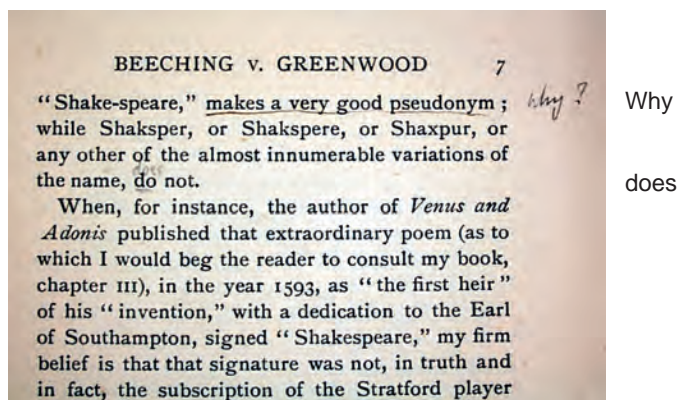 BEECHING v. GREENWOOD 7
"Shake-speare," makes a very good pseudonym ; why ? Why
while Shaksper, or Shakspere, or Shaxpur, or
any other of the almost innumerable variations of
does
the name, do not. does
When, for instance, the author of Venus and
Adonis published that extraordinary poem (as to
which I would beg the reader to consult my book,
chapter III), in the year 1593, as "the first heir"
of his "invention," with a dedication to the Earl
of Southampton, signed "Shakespeare," my firm
belief is that that signature was not, in truth and
in fact, the subscription of the Stratford player